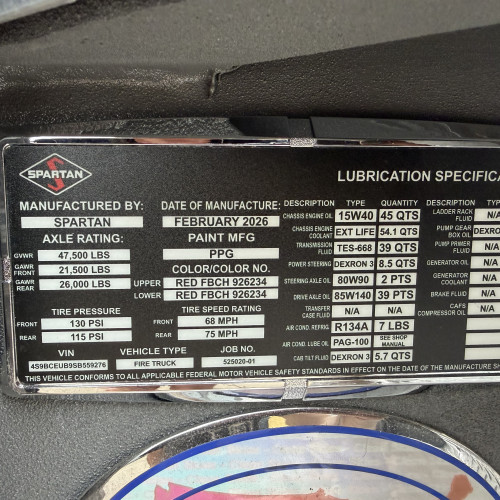 SPARTAN
LUBRICATION SPECIFICA
MANUFACTURED BY:
SPARTAN
DATE OF MANUFACTURE:
FEBRUARY 2026
AXLE RATING:
GVWR 47,500 LBS
GAWR FRONT 21,500 LBS
GAWR REAR 26,000 LBS
PAINT MFG
PPG
COLOR/COLOR NO.
UPPER RED FBCH 926234
LOWER RED FBCH 926234
TIRE PRESSURE
FRONT 130 PSI
REAR 115 PSI
TIRE SPEED RATING
FRONT 68 MPH
REAR 75 MPH
VIN
4S9BCEUB9SB559276
VEHICLE TYPE
FIRE TRUCK
JOB NO.
525020-01
DESCRIPTION TYPE QUANTITY
CHASSIS ENGINE OIL 15W40 45 QTS
CHASSIS ENGINE COOLANT EXT LIFE 54.1 QTS
TRANSMISSION FLUID TES-668 39 QTS
POWER STEERING DEXRON 3 8.5 QTS
STEERING AXLE OIL 80W90 2 PTS
DRIVE AXLE OIL 85W140 39 PTS
TRANSFER CASE FLUID N/A N/A
AIR COND. REFRIG R134A 7 LBS
AIR COND. LUBE OIL PAG-100 SEE SHOP MANUAL
CAB TILT FLUID DEXRON 3 5.7 QTS
DESCRIPTION TYPE
LADDER RACK FLUID N/A
PUMP GEAR BOX OIL DEXRO
PUMP PRIMER FLUID N/
GENERATOR OIL N/
GENERATOR COOLANT N/
BRAKE FLUID N/A
CAFS COMPRESSOR OIL N/A
THIS VEHICLE CONFORMS TO ALL APPLICABLE FEDERAL MOTOR VEHICLE SAFETY STANDARDS IN EFFECT ON THE DATE OF MANUFACTURE SH